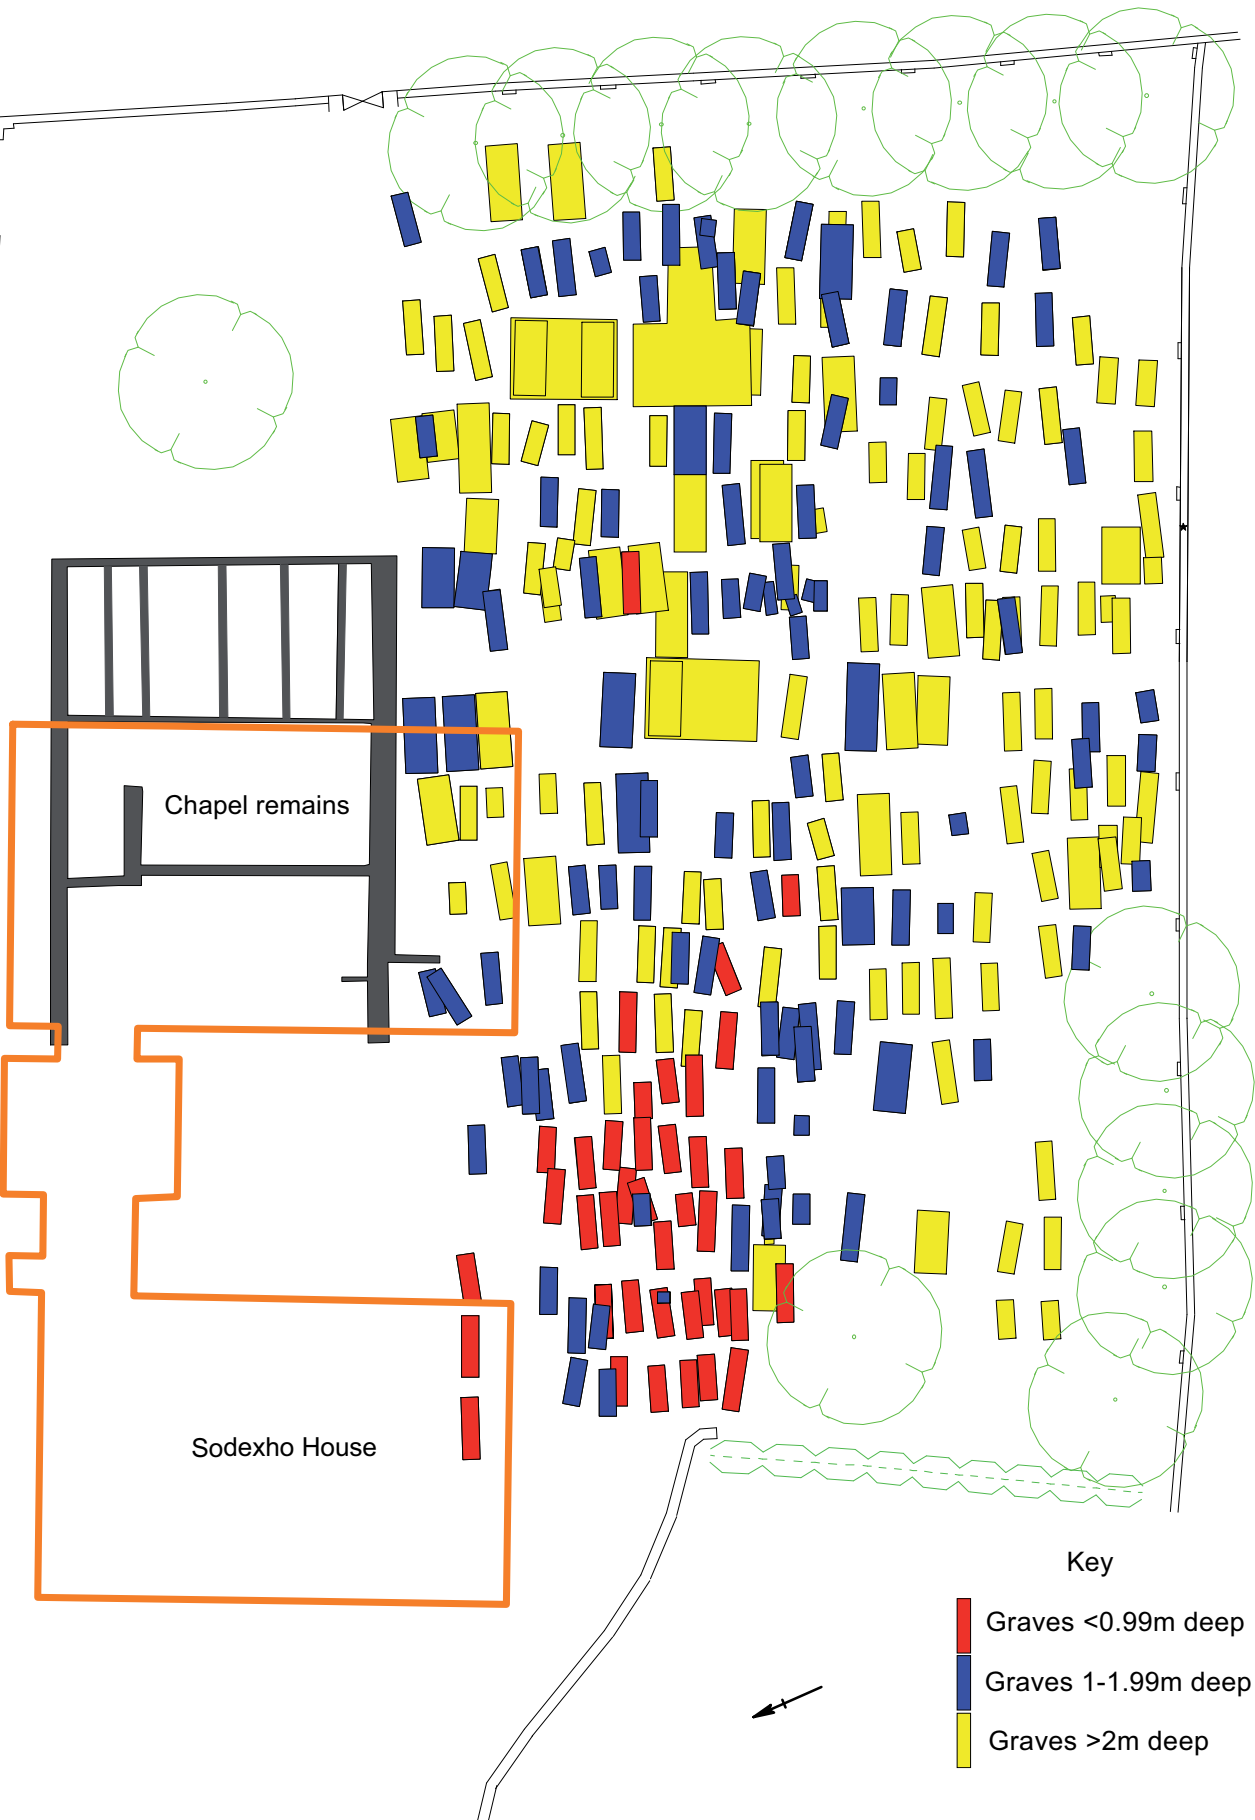 Chapel remains
Sodexho House
Key
Graves <0.99m deep
Graves 1-1.99m deep
Graves >2m deep